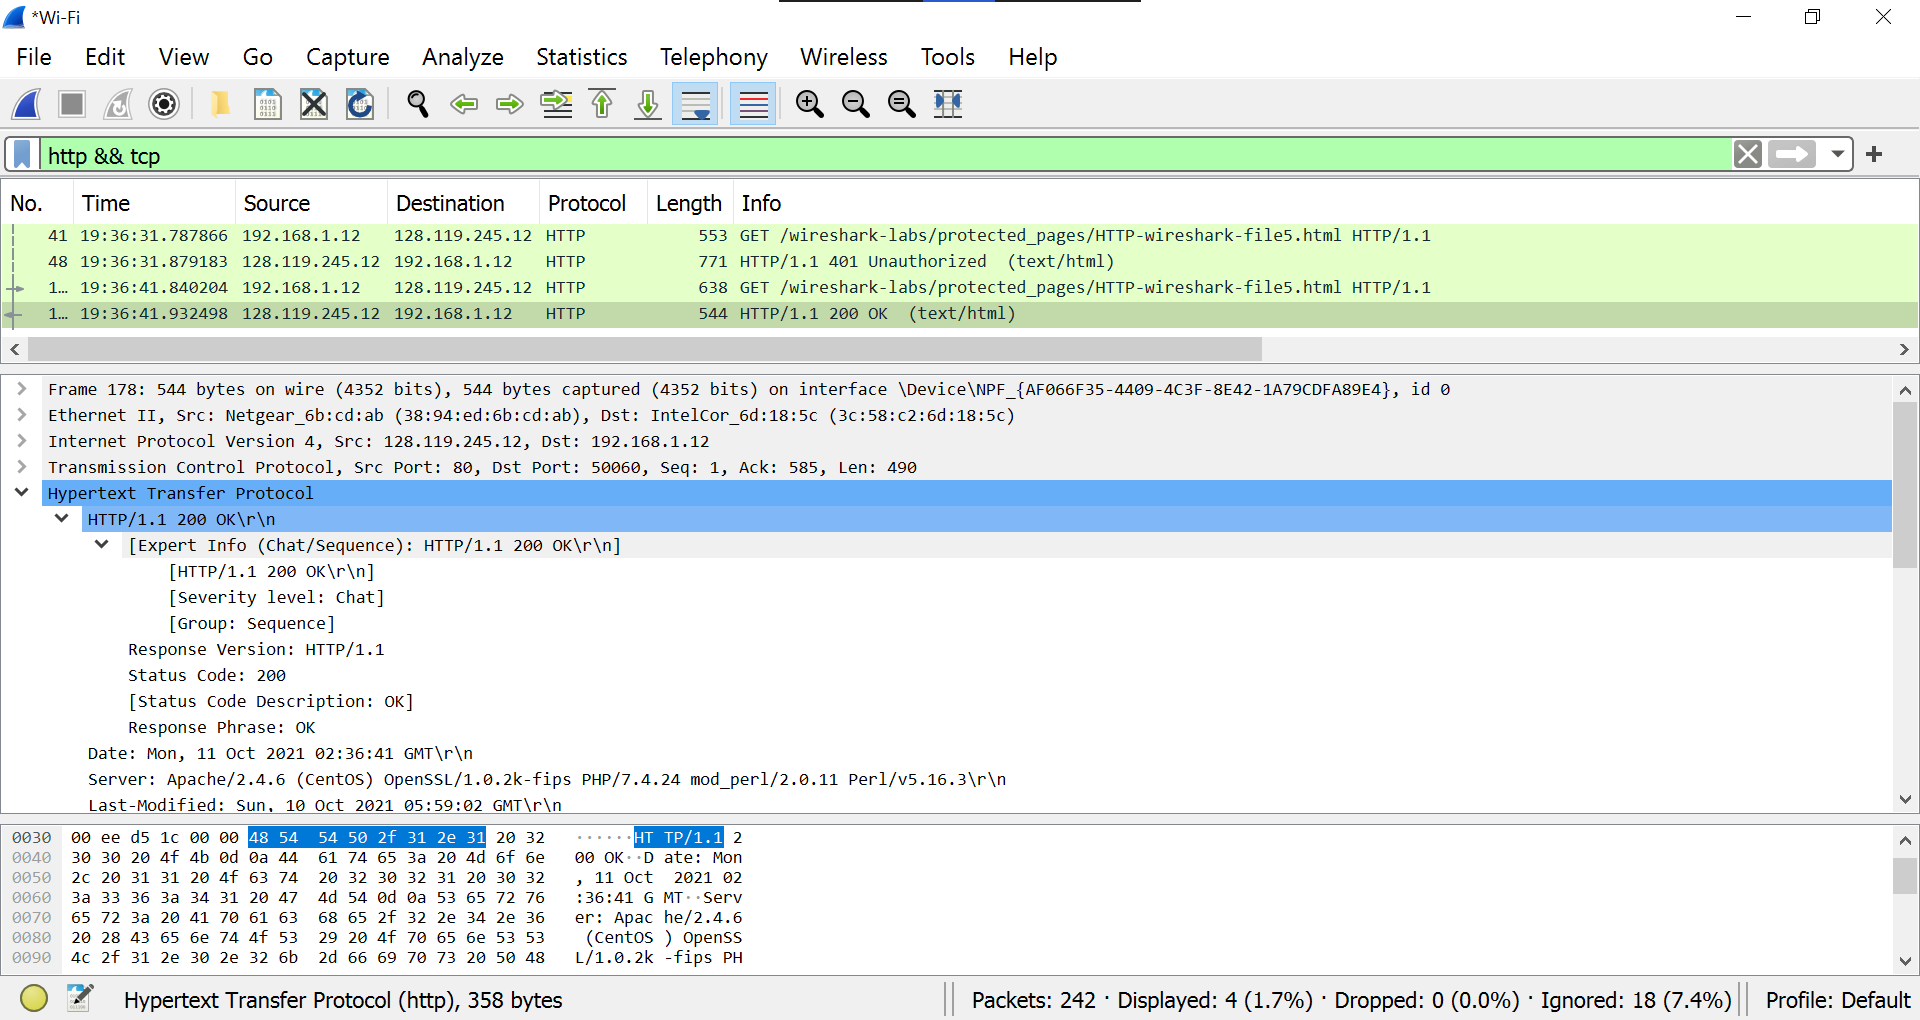 *Wi-Fi
File Edit View Go Capture Analyze Statistics Telephony Wireless Tools Help
http && tcp
No. Time Source Destination Protocol Length Info
41 19:36:31.787866 192.168.1.12 128.119.245.12 HTTP 553 GET /wireshark-labs/protected_pages/HTTP-wireshark-file5.html HTTP/1.1
48 19:36:31.879183 128.119.245.12 192.168.1.12 HTTP 771 HTTP/1.1 401 Unauthorized (text/html)
1… 19:36:41.840204 192.168.1.12 128.119.245.12 HTTP 638 GET /wireshark-labs/protected_pages/HTTP-wireshark-file5.html HTTP/1.1
1… 19:36:41.932498 128.119.245.12 192.168.1.12 HTTP 544 HTTP/1.1 200 OK (text/html)
Frame 178: 544 bytes on wire (4352 bits), 544 bytes captured (4352 bits) on interface \Device\NPF_{AF066F35-4409-4C3F-8E42-1A79CDFA89E4}, id 0
Ethernet II, Src: Netgear_6b:cd:ab (38:94:ed:6b:cd:ab), Dst: IntelCor_6d:18:5c (3c:58:c2:6d:18:5c)
Internet Protocol Version 4, Src: 128.119.245.12, Dst: 192.168.1.12
Transmission Control Protocol, Src Port: 80, Dst Port: 50060, Seq: 1, Ack: 585, Len: 490
Hypertext Transfer Protocol
HTTP/1.1 200 OK\r\n
[Expert Info (Chat/Sequence): HTTP/1.1 200 OK\r\n]
[HTTP/1.1 200 OK\r\n]
[Severity level: Chat]
[Group: Sequence]
Response Version: HTTP/1.1
Status Code: 200
[Status Code Description: OK]
Response Phrase: OK
Date: Mon, 11 Oct 2021 02:36:41 GMT\r\n
Server: Apache/2.4.6 (CentOS) OpenSSL/1.0.2k-fips PHP/7.4.24 mod_perl/2.0.11 Perl/v5.16.3\r\n
Last-Modified: Sun, 10 Oct 2021 05:59:02 GMT\r\n
0030 00 ee d5 1c 00 00 48 54 54 50 2f 31 2e 31 20 32 ······HT TP/1.1 2
0040 30 30 20 4f 4b 0d 0a 44 61 74 65 3a 20 4d 6f 6e 00 OK··D ate: Mon
0050 2c 20 31 31 20 4f 63 74 20 32 30 32 31 20 30 32 , 11 Oct 2021 02
0060 3a 33 36 3a 34 31 20 47 4d 54 0d 0a 53 65 72 76 :36:41 G MT··Serv
0070 65 72 3a 20 41 70 61 63 68 65 2f 32 2e 34 2e 36 er: Apac he/2.4.6
0080 20 28 43 65 6e 74 4f 53 29 20 4f 70 65 6e 53 53 (CentOS ) OpenSS
0090 4c 2f 31 2e 30 2e 32 6b 2d 66 69 70 73 20 50 48 L/1.0.2k -fips PH
Hypertext Transfer Protocol (http), 358 bytes Packets: 242 · Displayed: 4 (1.7%) · Dropped: 0 (0.0%) · Ignored: 18 (7.4%) Profile: Default